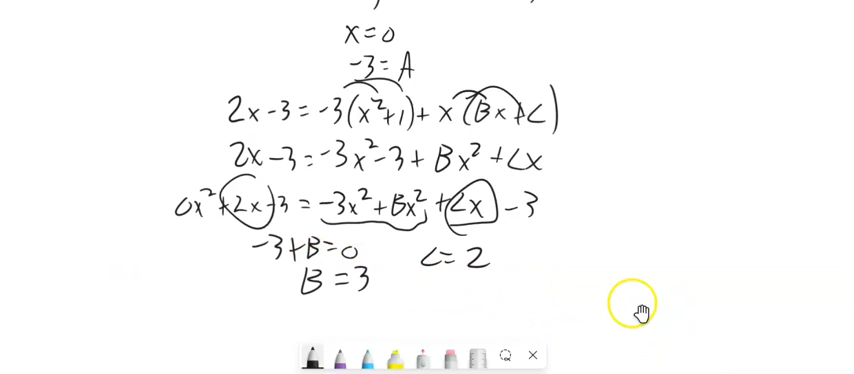 x=0
-3=A
2x-3=-3(x²+1)+x(Bx+C)
2x-3=-3x²-3+Bx²+Cx
0x²+2x-3=-3x²+Bx²+Cx-3
-3+B=0 C=2
B=3